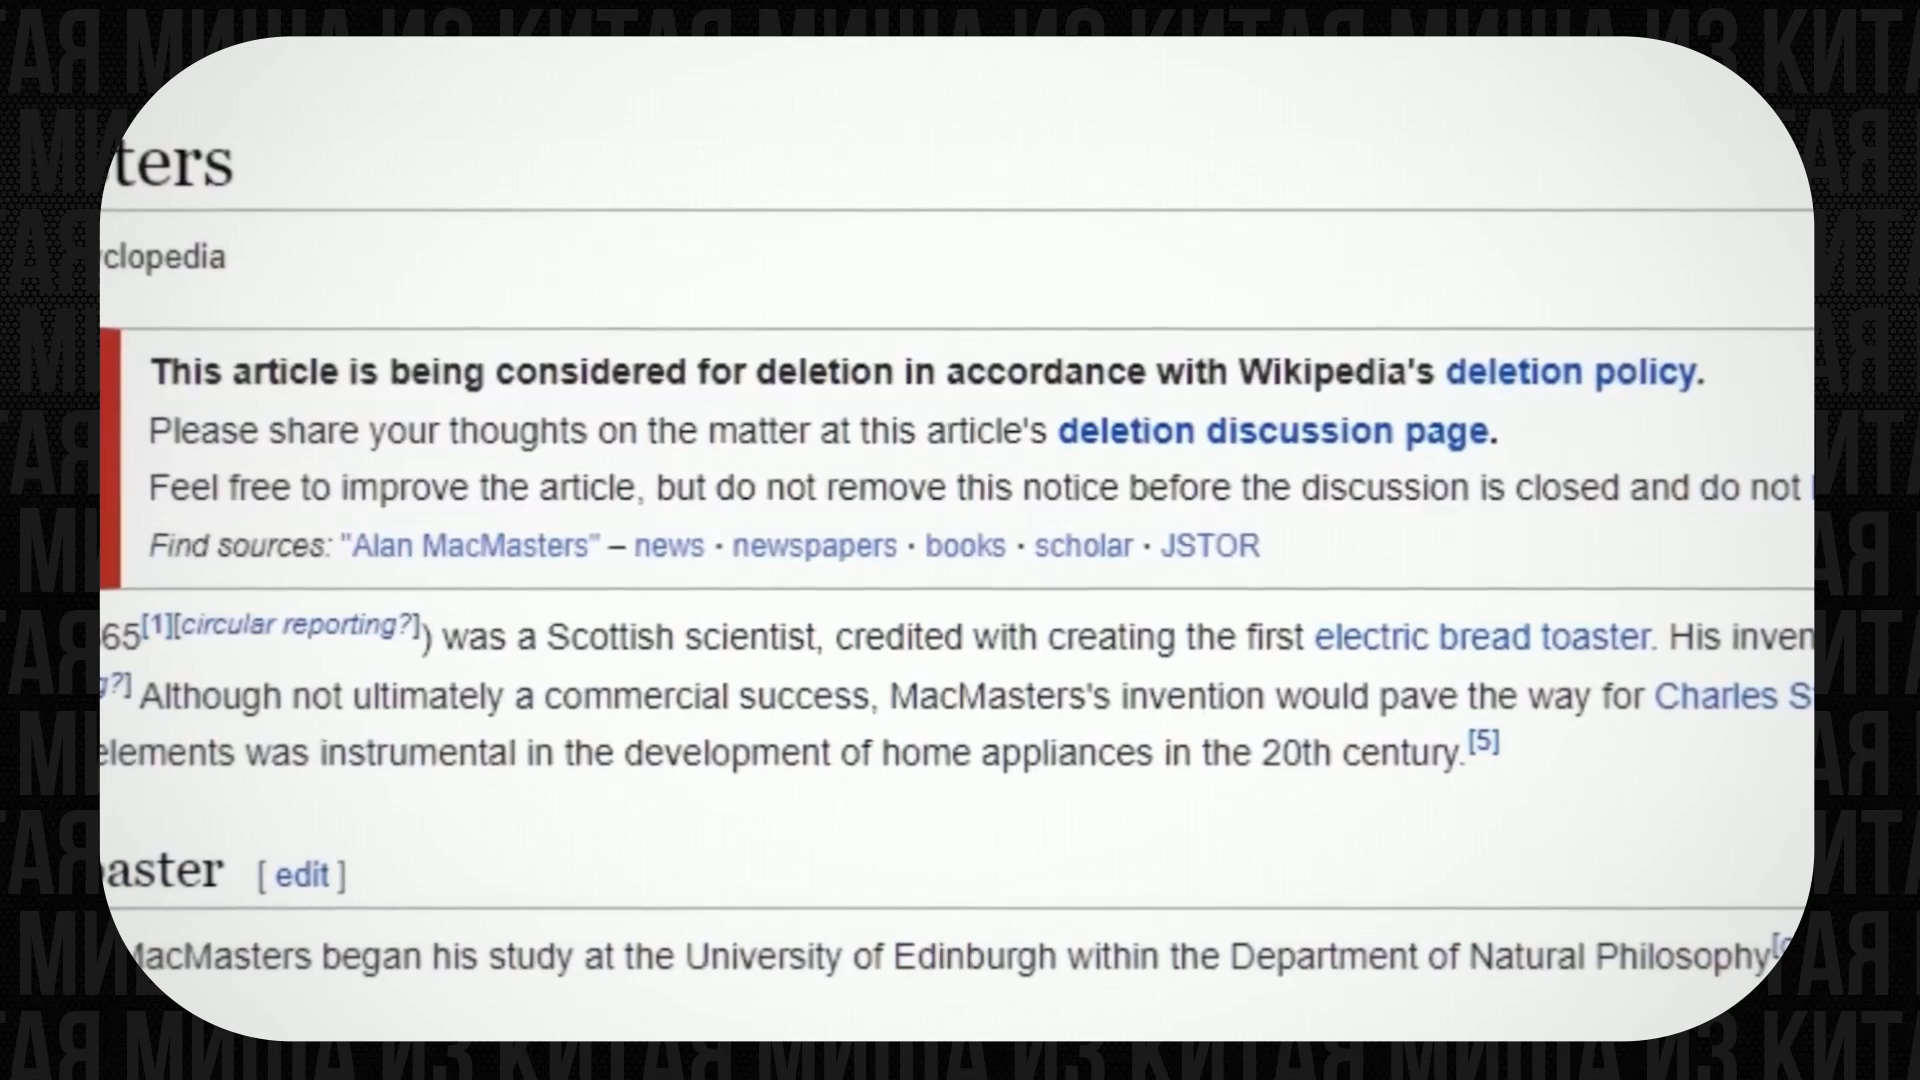 ters
clopedia
This article is being considered for deletion in accordance with Wikipedia's deletion policy.
Please share your thoughts on the matter at this article's deletion discussion page.
Feel free to improve the article, but do not remove this notice before the discussion is closed and do not
Find sources: "Alan MacMasters" – news · newspapers · books · scholar · JSTOR
65[1][circular reporting?]) was a Scottish scientist, credited with creating the first electric bread toaster. His inven
?] Although not ultimately a commercial success, MacMasters's invention would pave the way for Charles S
elements was instrumental in the development of home appliances in the 20th century.[5]
aster [ edit ]
MacMasters began his study at the University of Edinburgh within the Department of Natural Philosophy[
МИША ИЗ КИТАЯ